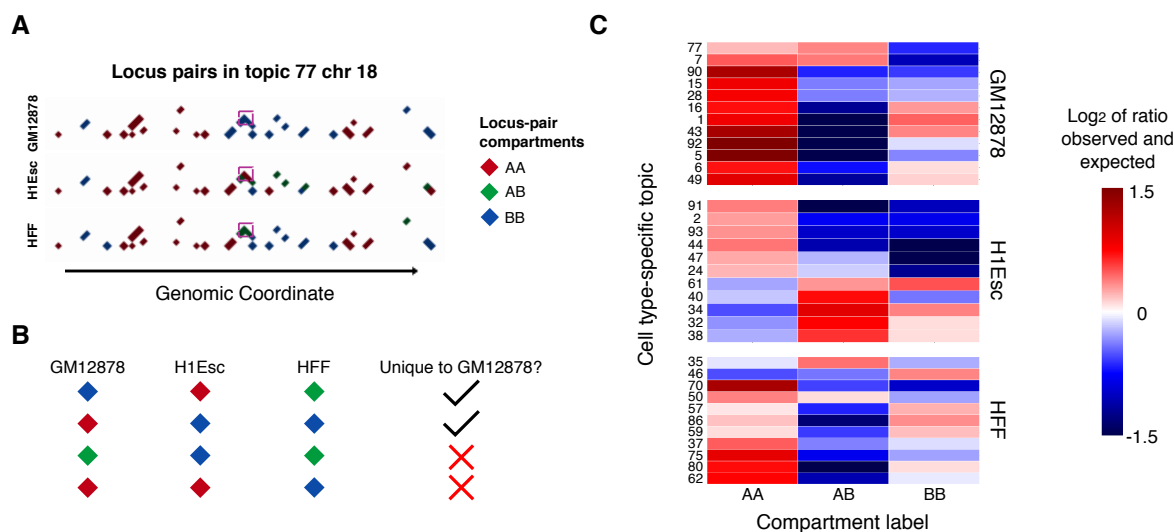 A
Locus pairs in topic 77 chr 18
GM12878
H1Esc
HFF
Locus-pair
compartments
AA
AB
BB
Genomic Coordinate
B
GM12878 H1Esc HFF Unique to GM12878?
C
Cell type-specific topic
77
7
90
15
28
16
1
43
92
5
6
49
GM12878
91
2
93
44
47
24
61
40
34
32
38
H1Esc
35
46
70
50
57
86
59
37
75
80
62
HFF
AA AB BB
Compartment label
Log2 of ratio
observed and
expected
1.5
0
-1.5